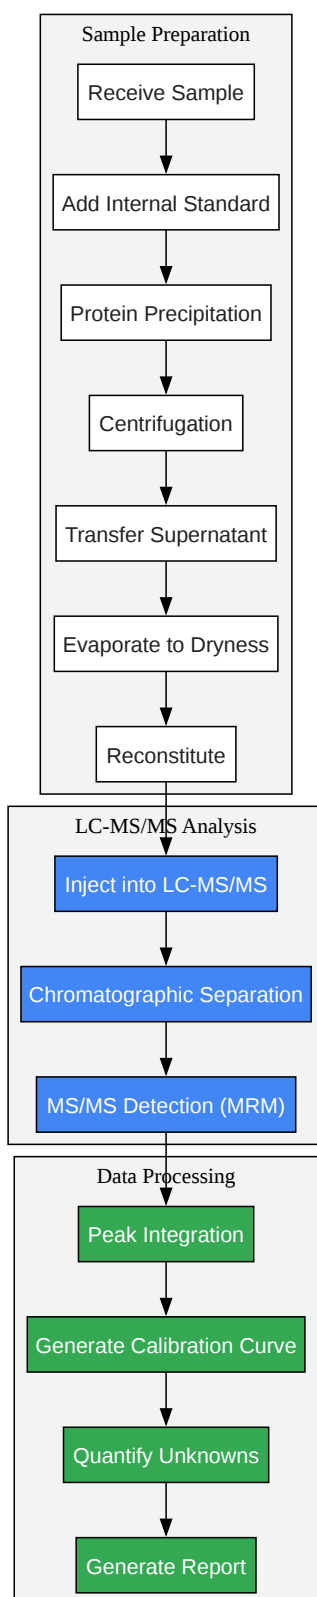 Sample Preparation
Receive Sample
Add Internal Standard
Protein Precipitation
Centrifugation
Transfer Supernatant
Evaporate to Dryness
Reconstitute
LC-MS/MS Analysis
Inject into LC-MS/MS
Chromatographic Separation
MS/MS Detection (MRM)
Data Processing
Peak Integration
Generate Calibration Curve
Quantify Unknowns
Generate Report